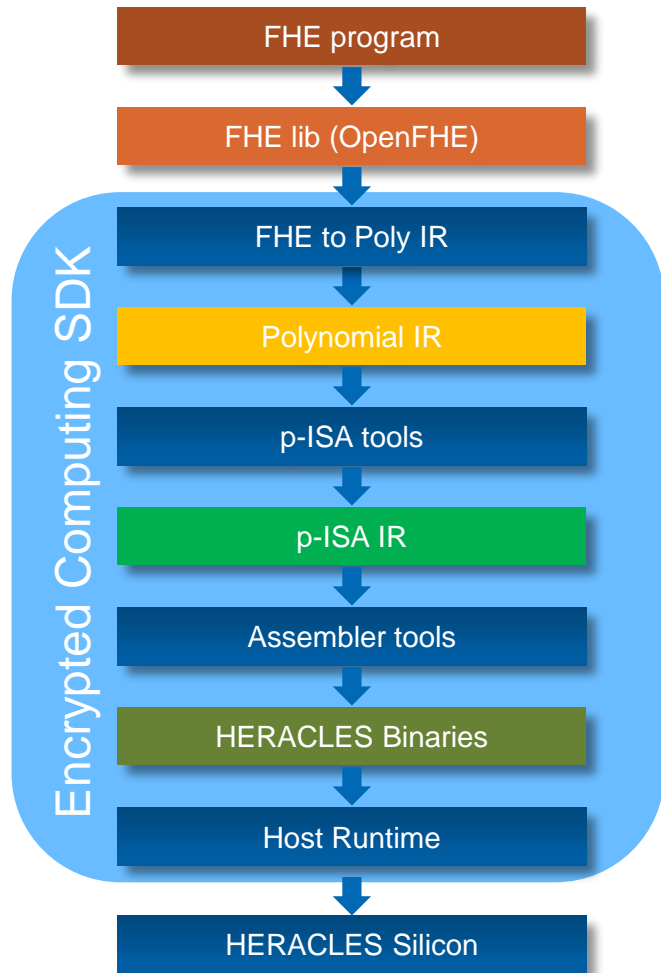 FHE program
FHE lib (OpenFHE)
Encrypted Computing SDK
FHE to Poly IR
Polynomial IR
p-ISA tools
p-ISA IR
Assembler tools
HERACLES Binaries
Host Runtime
HERACLES Silicon